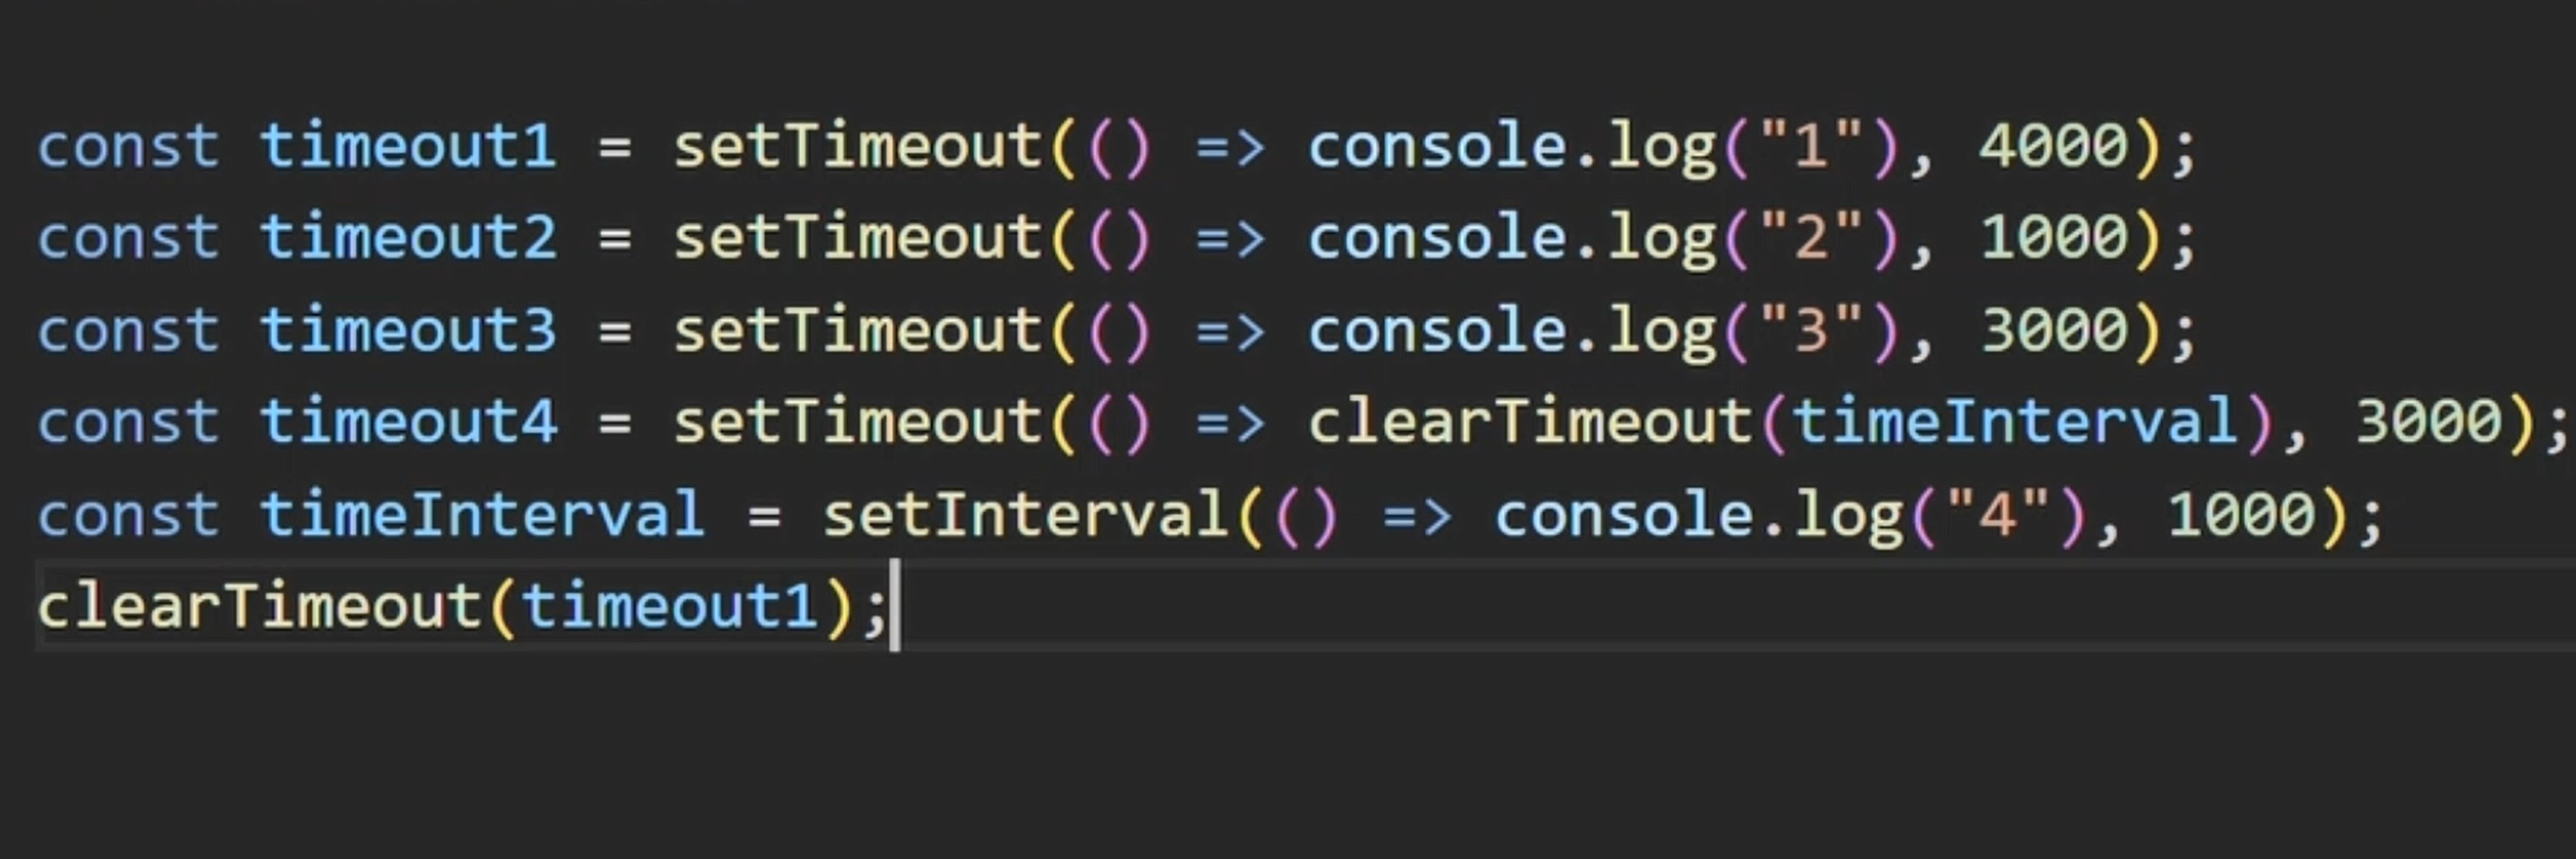 const timeout1 = setTimeout(() => console.log("1"), 4000);
const timeout2 = setTimeout(() => console.log("2"), 1000);
const timeout3 = setTimeout(() => console.log("3"), 3000);
const timeout4 = setTimeout(() => clearTimeout(timeInterval), 3000);
const timeInterval = setInterval(() => console.log("4"), 1000);
clearTimeout(timeout1);